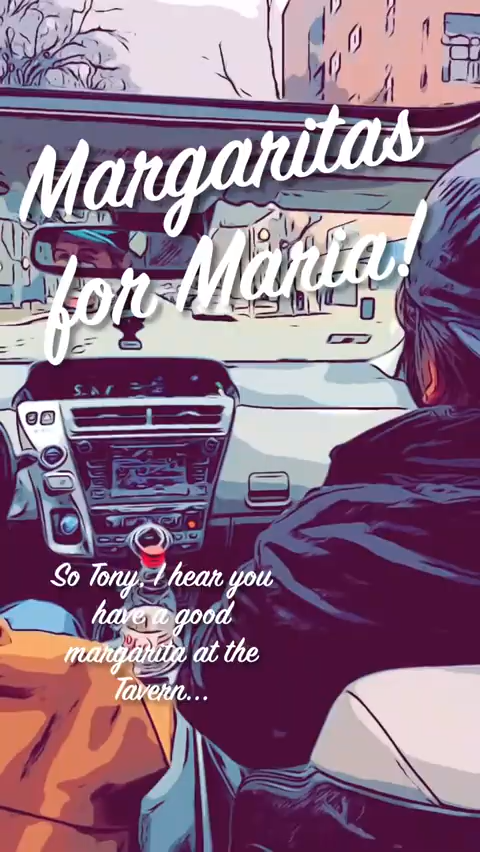 Margaritas
for Maria!
So Tony, I hear you
have a good
margarita at the
Tavern...